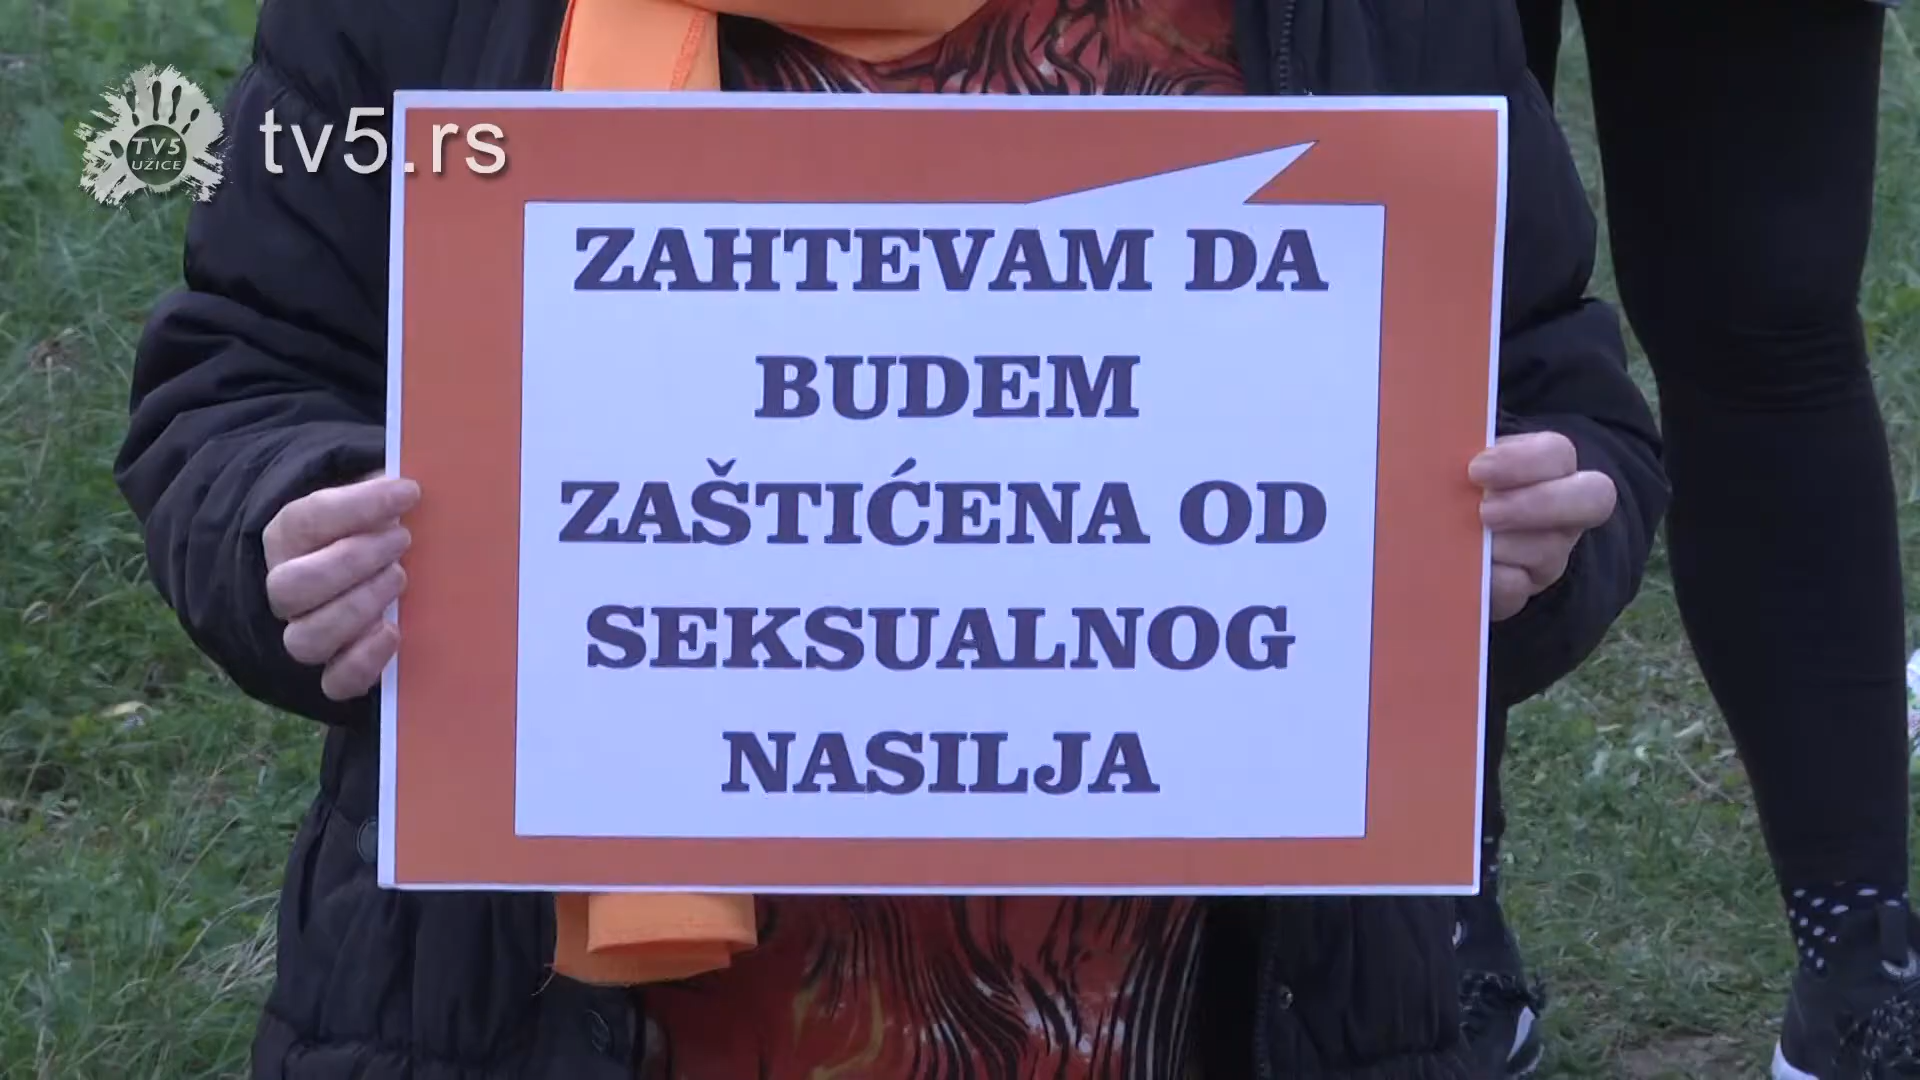 TV5
UŽICE
tv5.rs
ZAHTEVAM DA
BUDEM
ZAŠTIĆENA OD
SEKSUALNOG
NASILJA